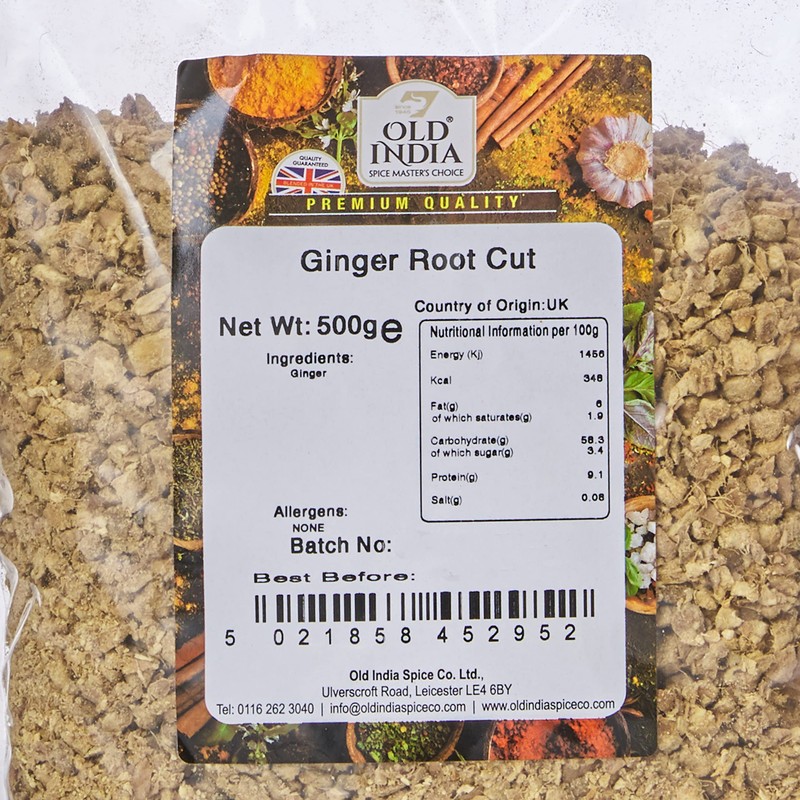 OLD®
INDIA
SPICE MASTER'S CHOICE
QUALITY
GUARANTEED
BLENDED IN THE UK
PREMIUM QUALITY
Ginger Root Cut
Country of Origin:UK
Net Wt: 500g℮
Ingredients:
Ginger
Nutritional Information per 100g
Energy (Kj) 1456
Kcal 346
Fat(g) 6
of which saturates(g) 1.9
Carbohydrate(g) 58.3
of which sugar(g) 3.4
Protein(g) 9.1
Salt(g) 0.08
Allergens:
NONE
Batch No:
Best Before:
5 021858 452952
Old India Spice Co. Ltd.,
Ulverscroft Road, Leicester LE4 6BY
Tel: 0116 262 3040 | info@oldindiaspiceco.com | www.oldindiaspiceco.com